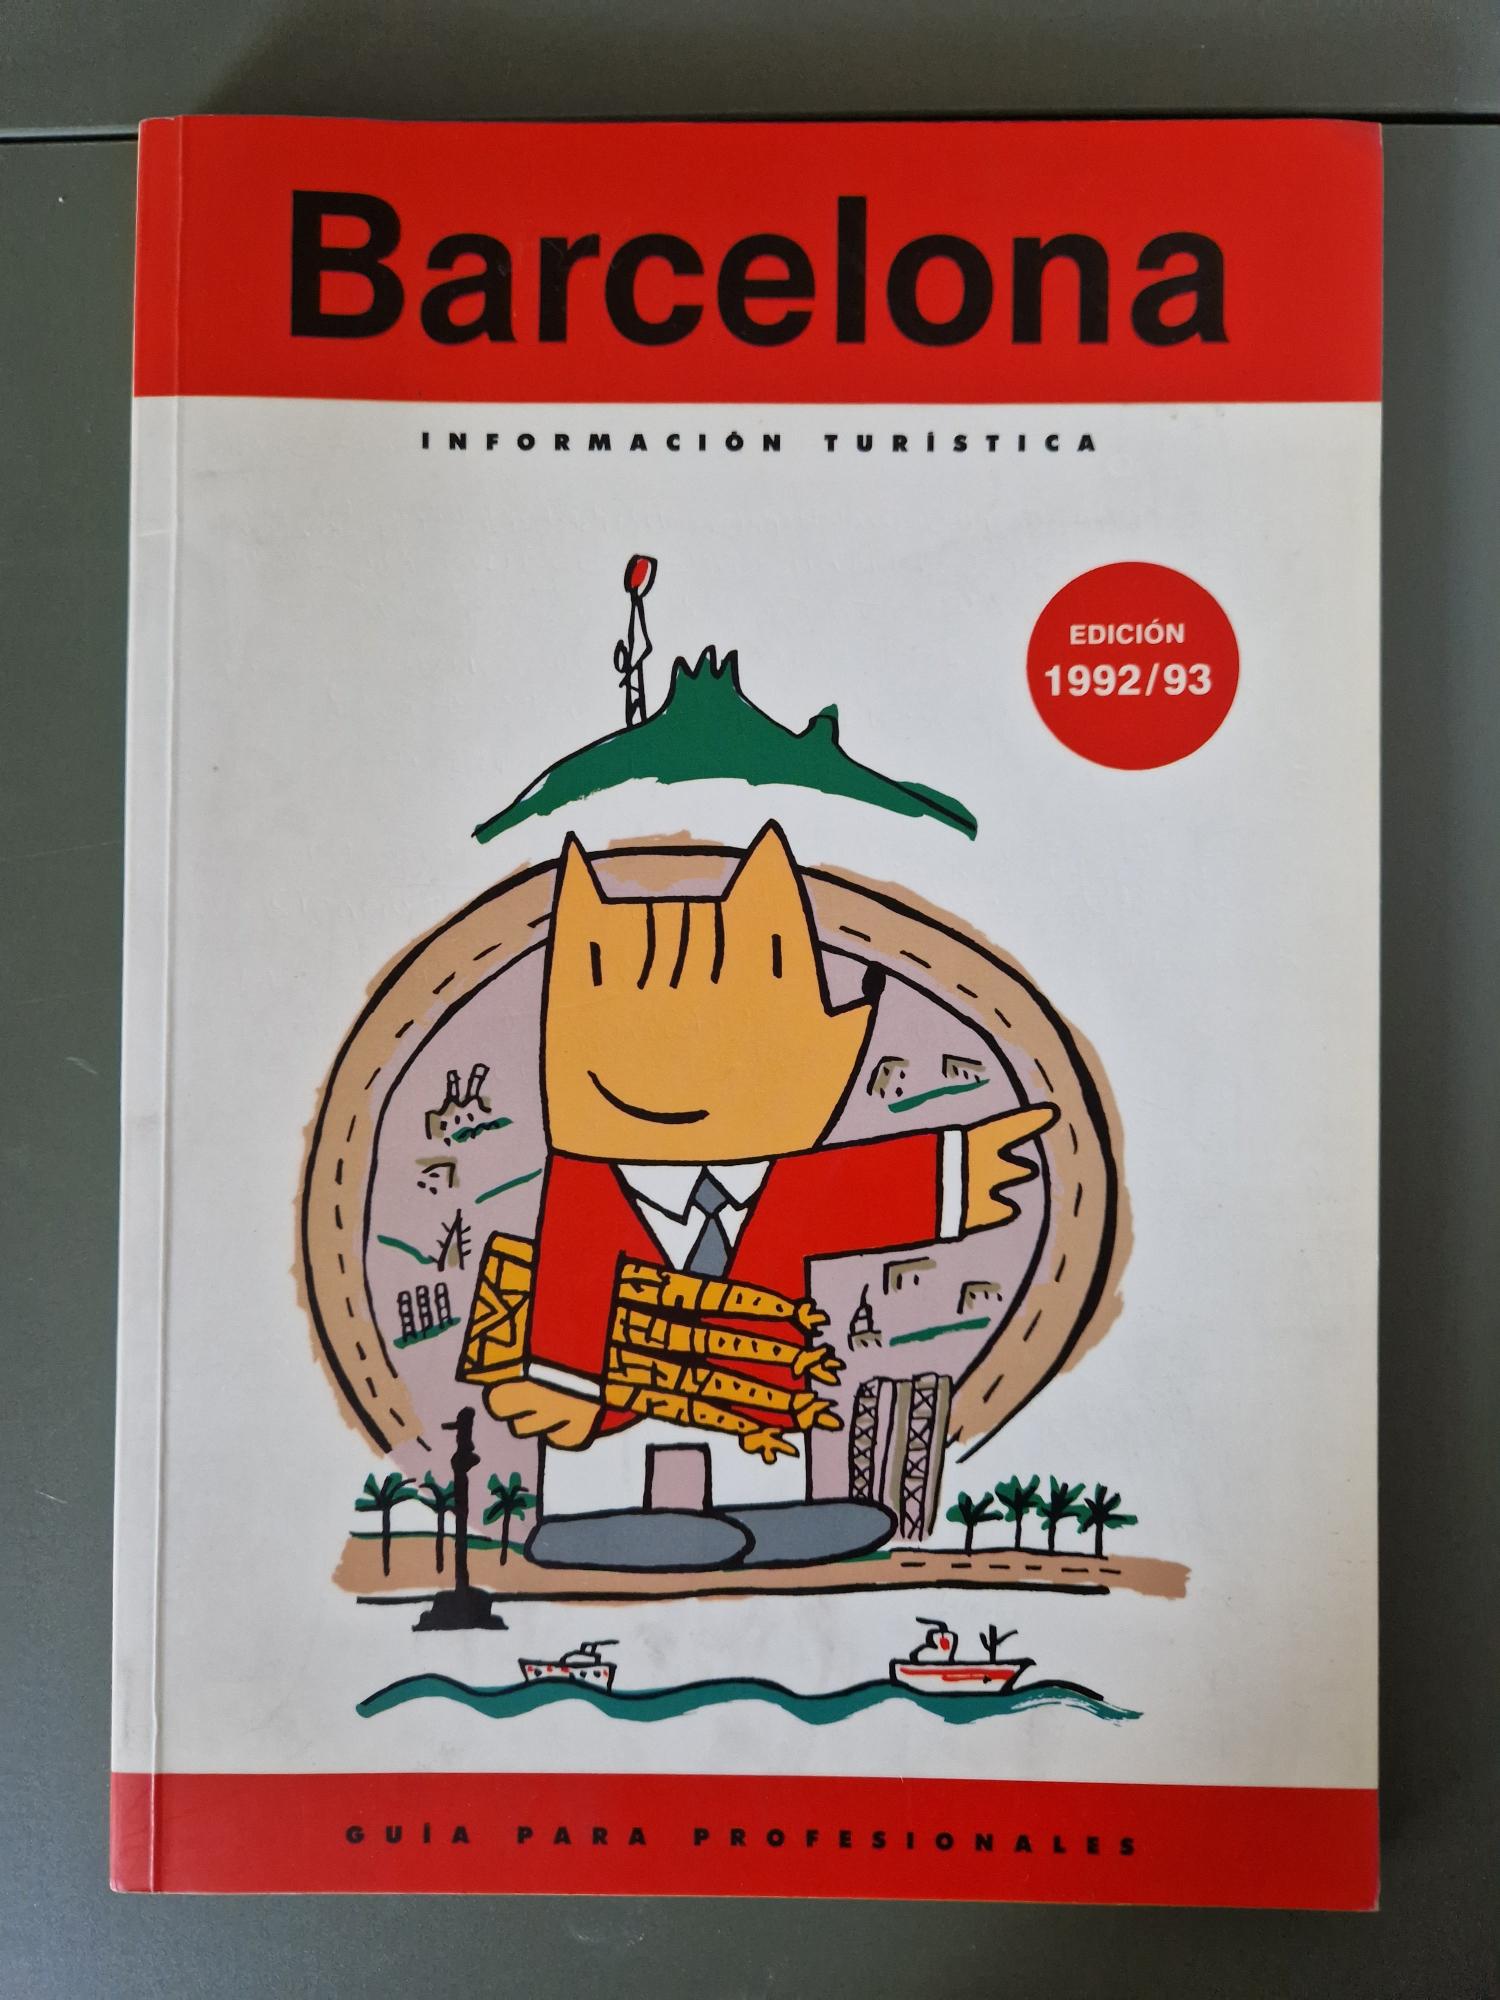 Barcelona
INFORMACIÓN TURÍSTICA
EDICIÓN
1992/93
GUÍA PARA PROFESIONALES